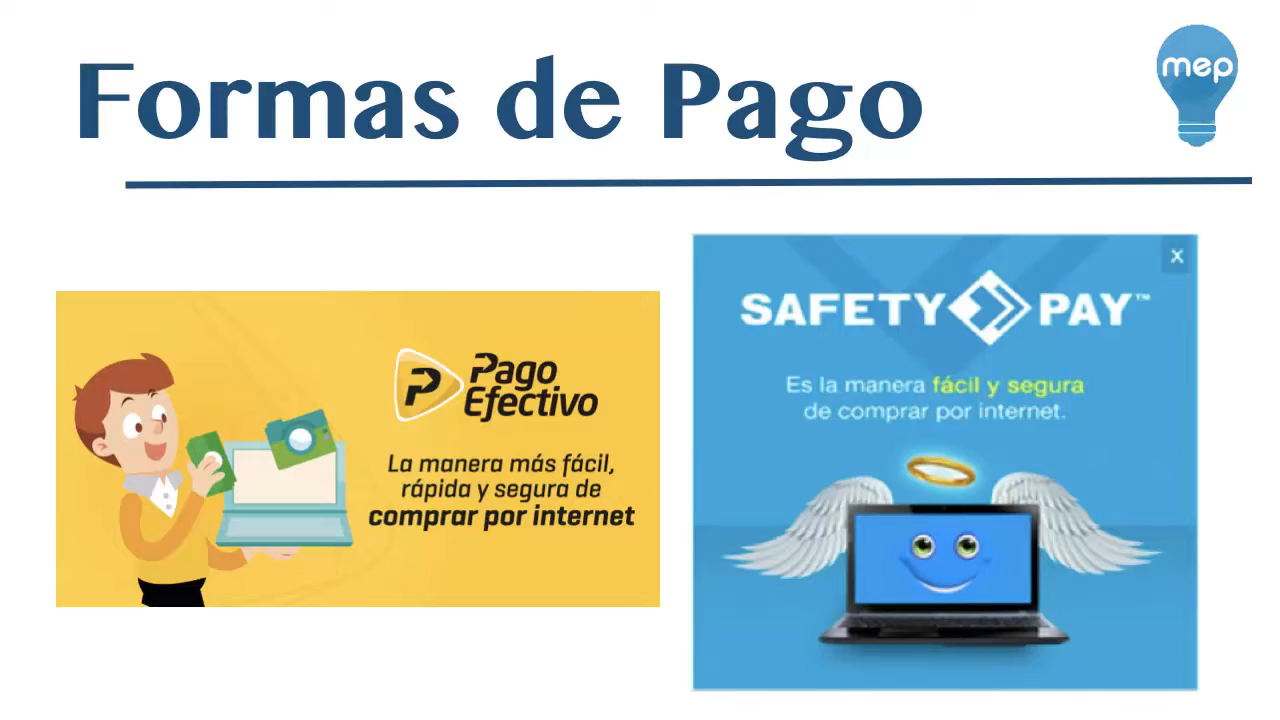 Formas de Pago
mep
Pago
Efectivo
La manera más fácil,
rápida y segura de
comprar por internet
X
SAFETY PAY™
Es la manera fácil y segura
de comprar por internet.